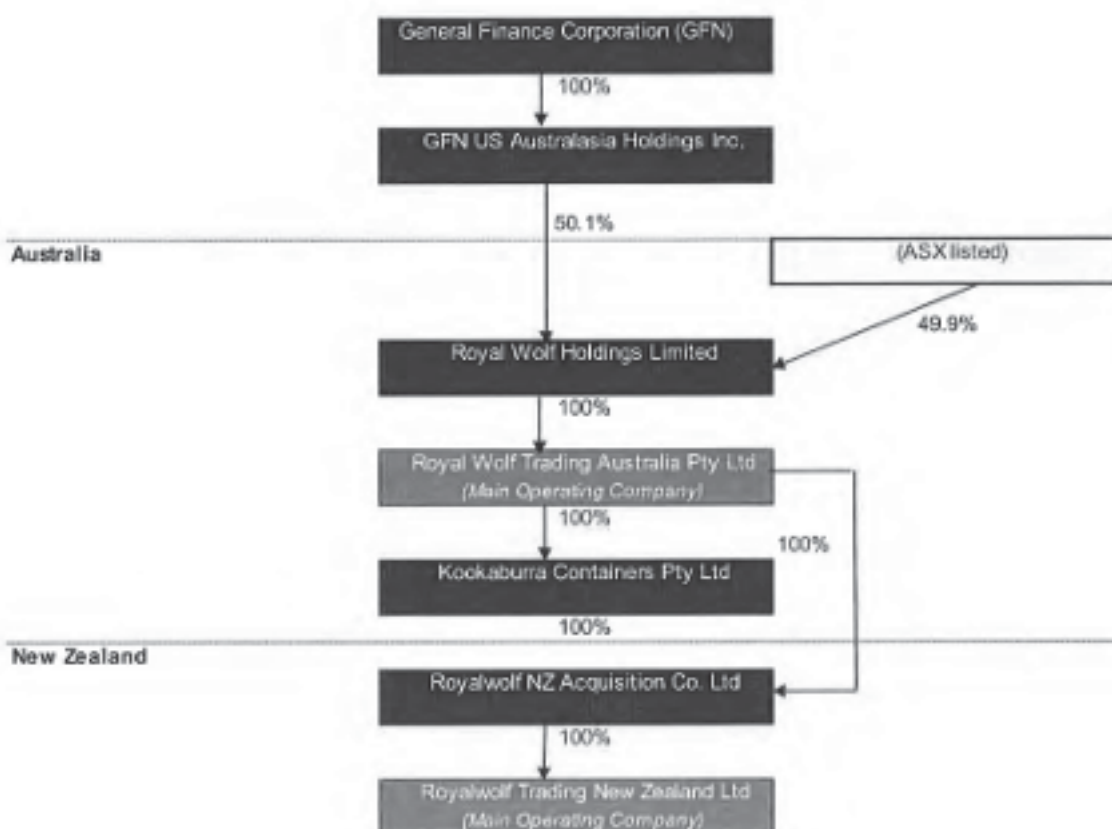 General Finance Corporation (GFN)
100%
GFN US Australasia Holdings Inc.
50.1%
Australia
(ASX listed)
49.9%
Royal Wolf Holdings Limited
100%
Royal Wolf Trading Australia Pty Ltd
(Main Operating Company)
100%
100%
Kookaburra Containers Pty Ltd
100%
New Zealand
Royalwolf NZ Acquisition Co. Ltd
100%
Royalwolf Trading New Zealand Ltd
(Main Operating Company)